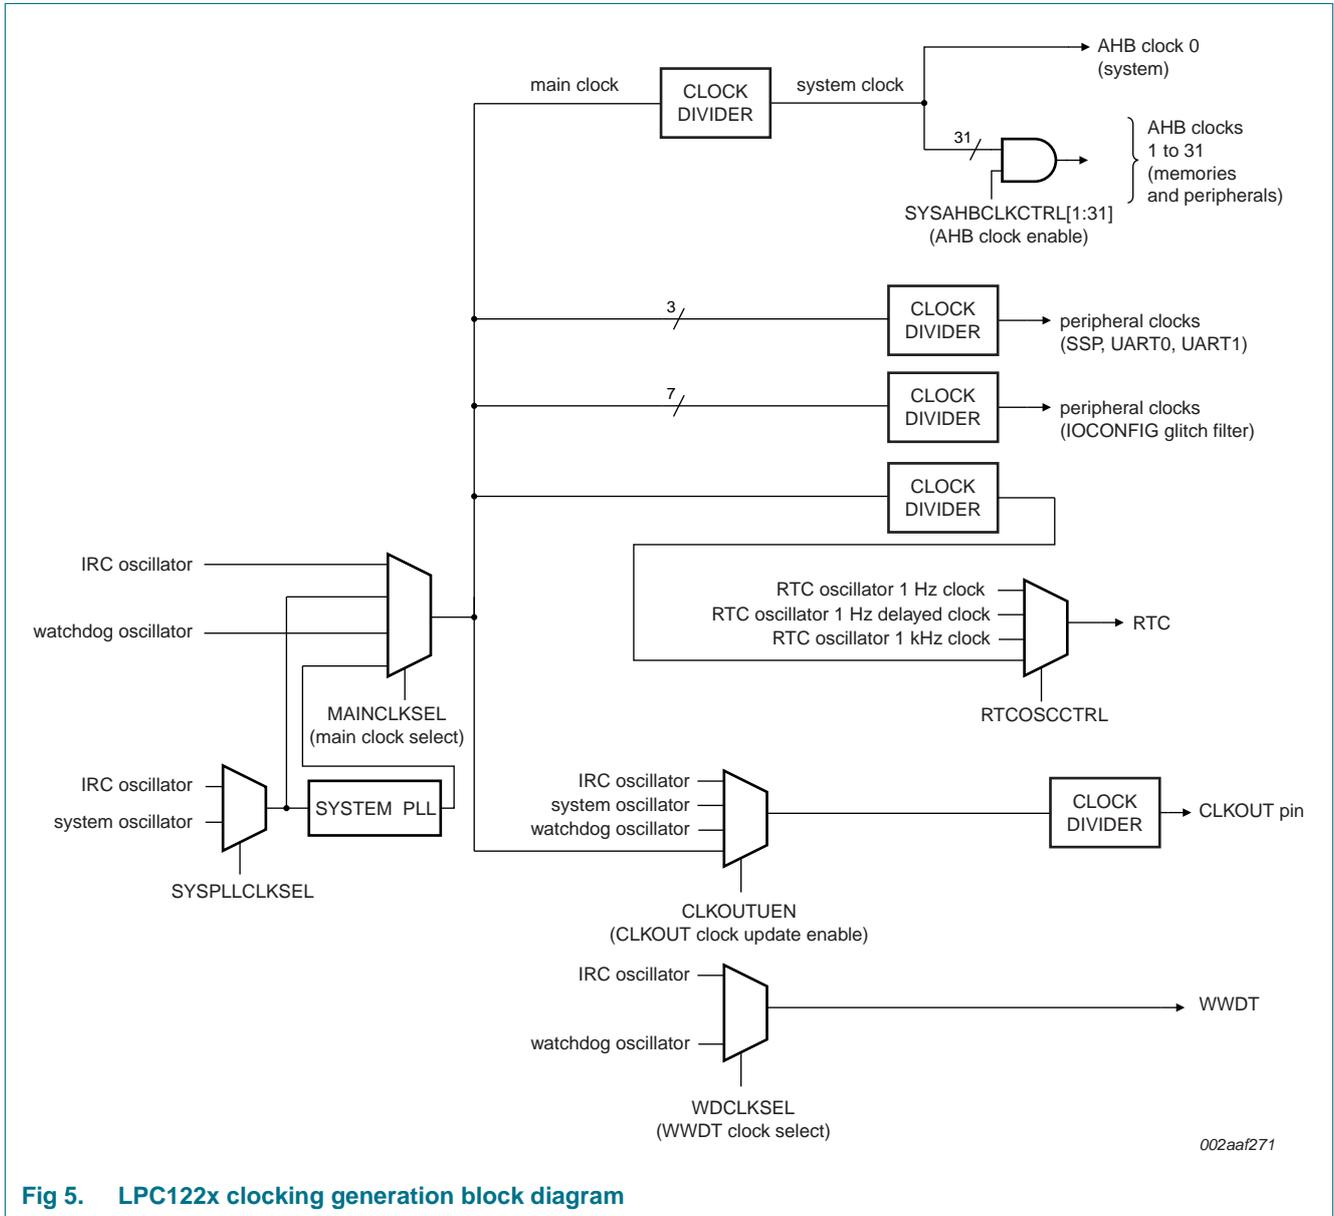 main clock
CLOCK
DIVIDER
system clock
AHB clock 0
(system)
31
AHB clocks
1 to 31
(memories
and peripherals)
SYSAHBCLKCTRL[1:31]
(AHB clock enable)
3
CLOCK
DIVIDER
peripheral clocks
(SSP, UART0, UART1)
7
CLOCK
DIVIDER
peripheral clocks
(IOCONFIG glitch filter)
CLOCK
DIVIDER
IRC oscillator
watchdog oscillator
MAINCLKSEL
(main clock select)
RTC oscillator 1 Hz clock
RTC oscillator 1 Hz delayed clock
RTC oscillator 1 kHz clock
RTC
RTCOSCCTRL
IRC oscillator
system oscillator
SYSTEM PLL
SYSPLLCLKSEL
IRC oscillator
system oscillator
watchdog oscillator
CLOCK
DIVIDER
CLKOUT pin
CLKOUTUEN
(CLKOUT clock update enable)
IRC oscillator
watchdog oscillator
WWDT
WDCLKSEL
(WWDT clock select)
002aaf271
Fig 5. LPC122x clocking generation block diagram